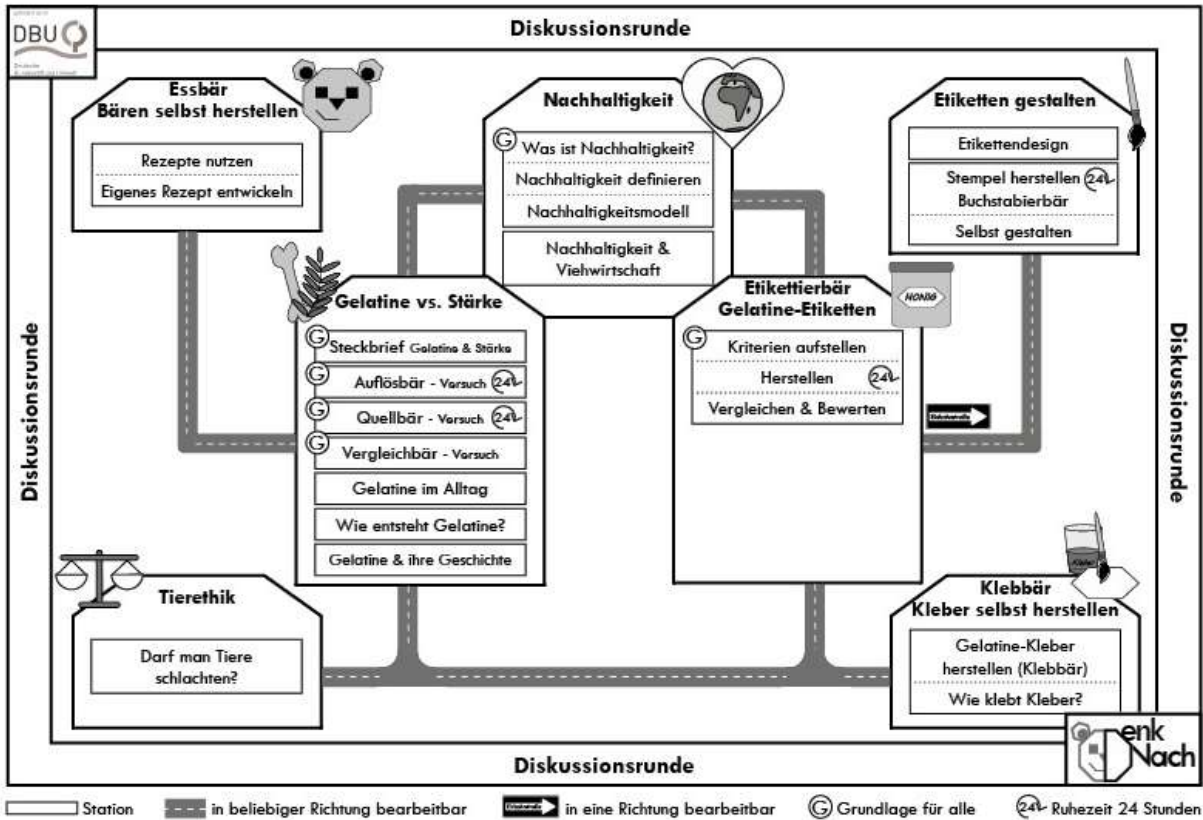 Diskussionsrunde
DBU
Essbär
Bären selbst herstellen
Rezepte nutzen
Eigenes Rezept entwickeln
Nachhaltigkeit
G
Was ist Nachhaltigkeit?
Nachhaltigkeit definieren
Nachhaltigkeitsmodell
Nachhaltigkeit &
Viehwirtschaft
Etiketten gestalten
Etikettendesign
Stempel herstellen 24
Buchstabierbär
Selbst gestalten
Diskussionsrunde
Gelatine vs. Stärke
G
Steckbrief Gelatine & Stärke
G
Auflösbär - Versuch 24
G
Quellbär - Versuch 24
G
Vergleichbär - Versuch
Gelatine im Alltag
Wie entsteht Gelatine?
Gelatine & ihre Geschichte
Etikettierbär
Gelatine-Etiketten
HONIG
G
Kriterien aufstellen
Herstellen 24
Vergleichen & Bewerten
Diskussionsrunde
Tierethik
Darf man Tiere
schlachten?
Kleber
Klebbär
Kleber selbst herstellen
Gelatine-Kleber
herstellen (Klebbär)
Wie klebt Kleber?
Denk
Nach
Diskussionsrunde
Station
in beliebiger Richtung bearbeitbar
in eine Richtung bearbeitbar
G Grundlage für alle
24 Ruhezeit 24 Stunden